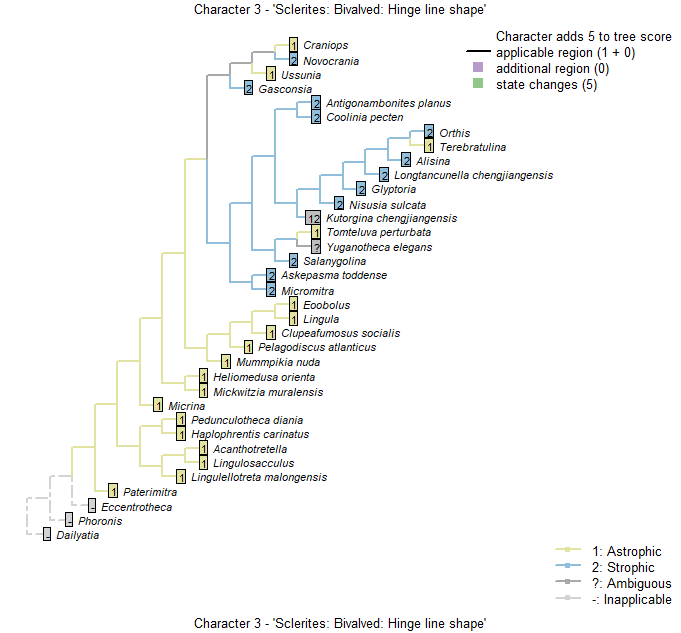 Character 3 - 'Sclerites: Bivalved: Hinge line shape'
Character adds 5 to tree score
applicable region (1 + 0)
additional region (0)
state changes (5)
1 Craniops
2 Novocrania
1 Ussunia
2 Gasconsia
2 Antigonambonites planus
2 Coolinia pecten
2 Orthis
1 Terebratulina
2 Alisina
2 Longtancunella chengjiangensis
2 Glyptoria
2 Nisusia sulcata
12 Kutorgina chengjiangensis
1 Tomteluva perturbata
? Yuganotheca elegans
2 Salanygolina
2 Askepasma toddense
2 Micromitra
1 Eoobolus
1 Lingula
1 Clupeafumosus socialis
1 Pelagodiscus atlanticus
1 Mummpikia nuda
1 Heliomedusa orienta
1 Mickwitzia muralensis
1 Micrina
1 Pedunculotheca diania
1 Haplophrentis carinatus
1 Acanthotretella
1 Lingulosacculus
1 Lingulellotreta malongensis
1 Paterimitra
- Eccentrotheca
- Phoronis
- Dailyatia
1: Astrophic
2: Strophic
?: Ambiguous
-: Inapplicable
Character 3 - 'Sclerites: Bivalved: Hinge line shape'